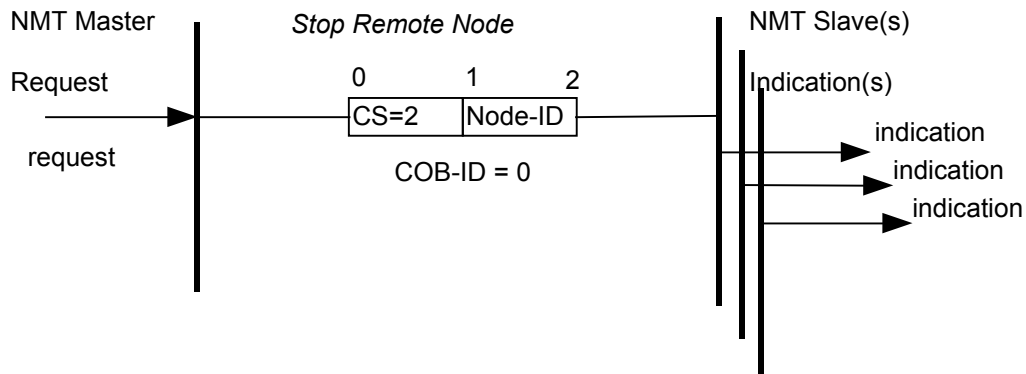 NMT Master
Stop Remote Node
NMT Slave(s)
Request
0 1 2
Indication(s)
CS=2 Node-ID
request
COB-ID = 0
indication
indication
indication